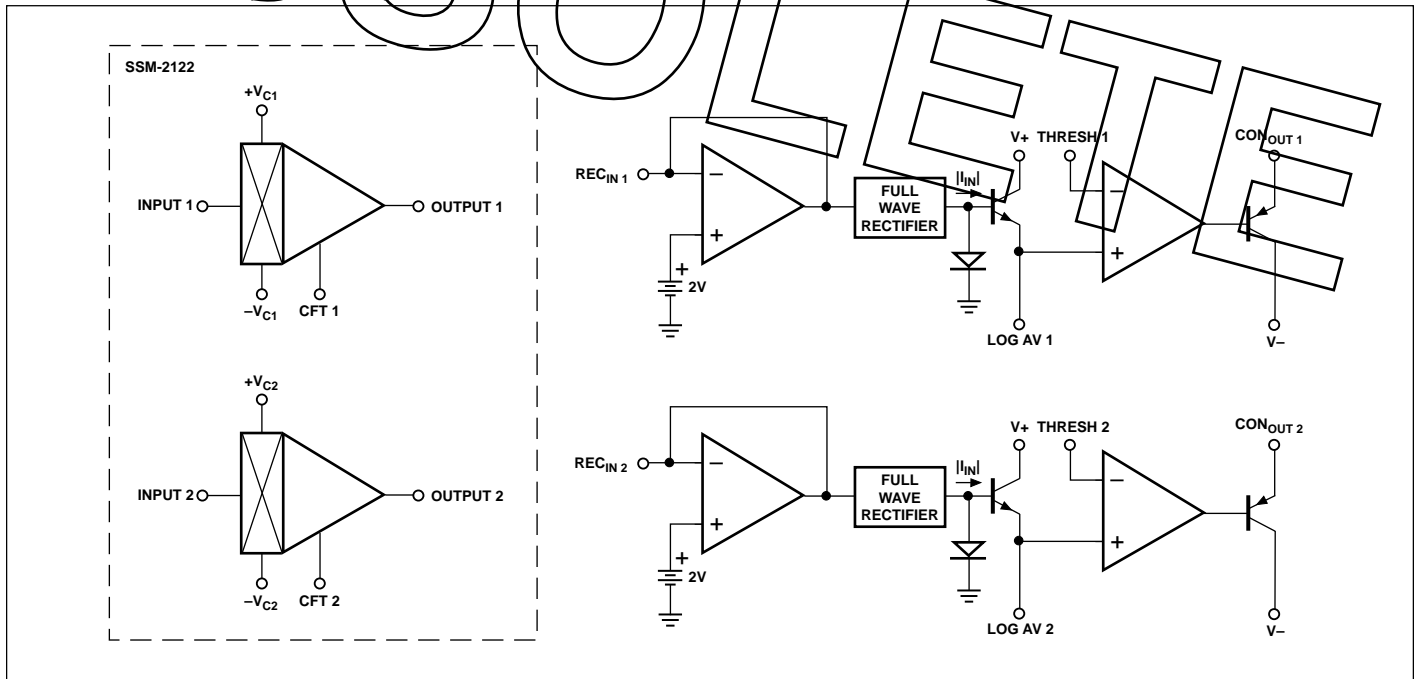 OBSOLETE
SSM-2122
+VC1
INPUT 1
OUTPUT 1
–VC1
CFT 1
+VC2
INPUT 2
OUTPUT 2
–VC2
CFT 2
V+
THRESH 1
CONOUT 1
RECIN 1
−
+
+
2V
FULL
WAVE
RECTIFIER
|IIN|
−
+
LOG AV 1
V–
V+
THRESH 2
CONOUT 2
RECIN 2
−
+
+
2V
FULL
WAVE
RECTIFIER
|IIN|
−
+
LOG AV 2
V–